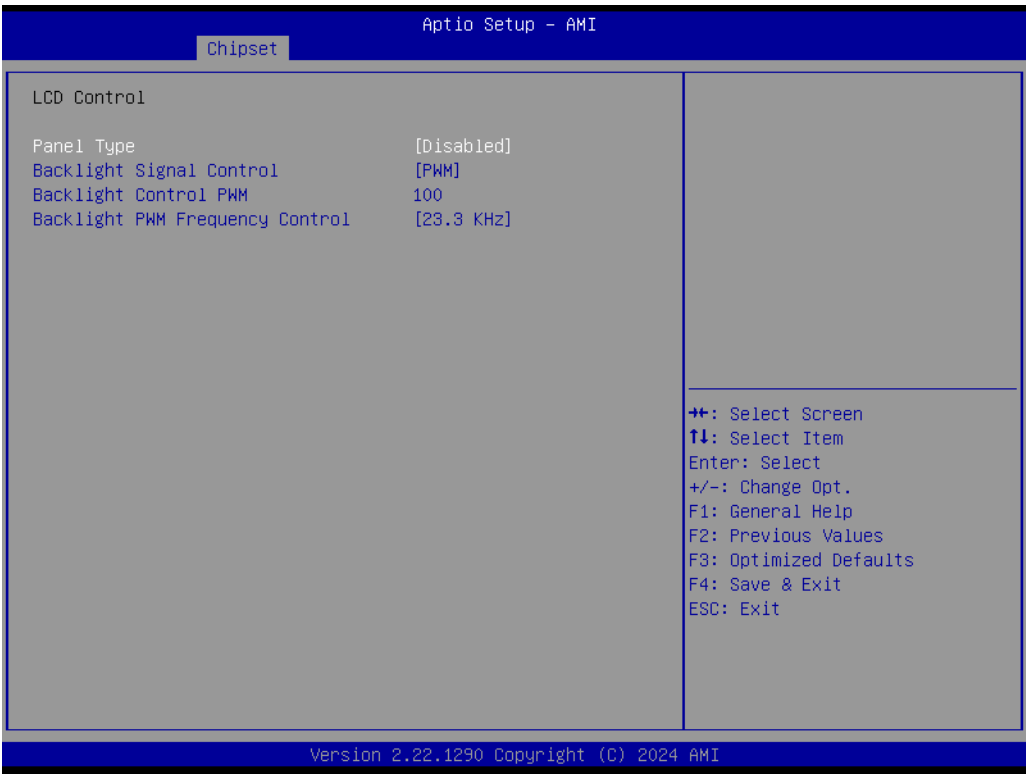 Aptio Setup - AMI
Chipset
LCD Control
Panel Type [Disabled]
Backlight Signal Control [PWM]
Backlight Control PWM 100
Backlight PWM Frequency Control [23.3 KHz]
→←: Select Screen
↑↓: Select Item
Enter: Select
+/-: Change Opt.
F1: General Help
F2: Previous Values
F3: Optimized Defaults
F4: Save & Exit
ESC: Exit
Version 2.22.1290 Copyright (C) 2024 AMI